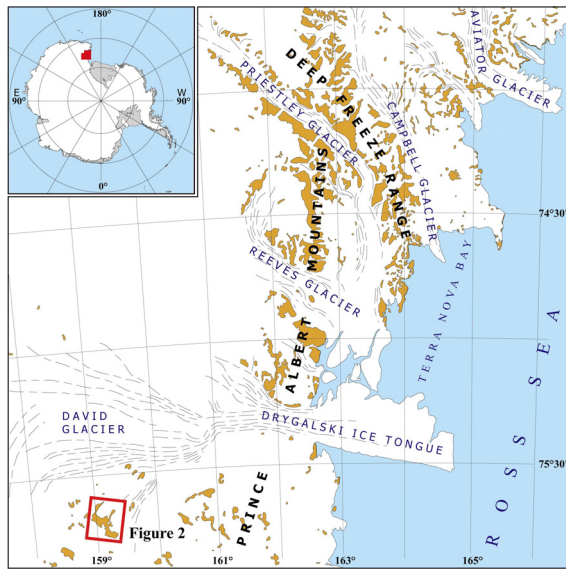 180°
E
90°
W
90°
0°
AVIATOR GLACIER
DEEP FREEZE RANGE
PRIESTLEY GLACIER
CAMPBELL GLACIER
74°30'
MOUNTAINS
REEVES GLACIER
TERRA NOVA BAY
ROSS SEA
ALBERT
DAVID
GLACIER
DRYGALSKI ICE TONGUE
75°30'
PRINCE
Figure 2
159°
161°
163°
165°